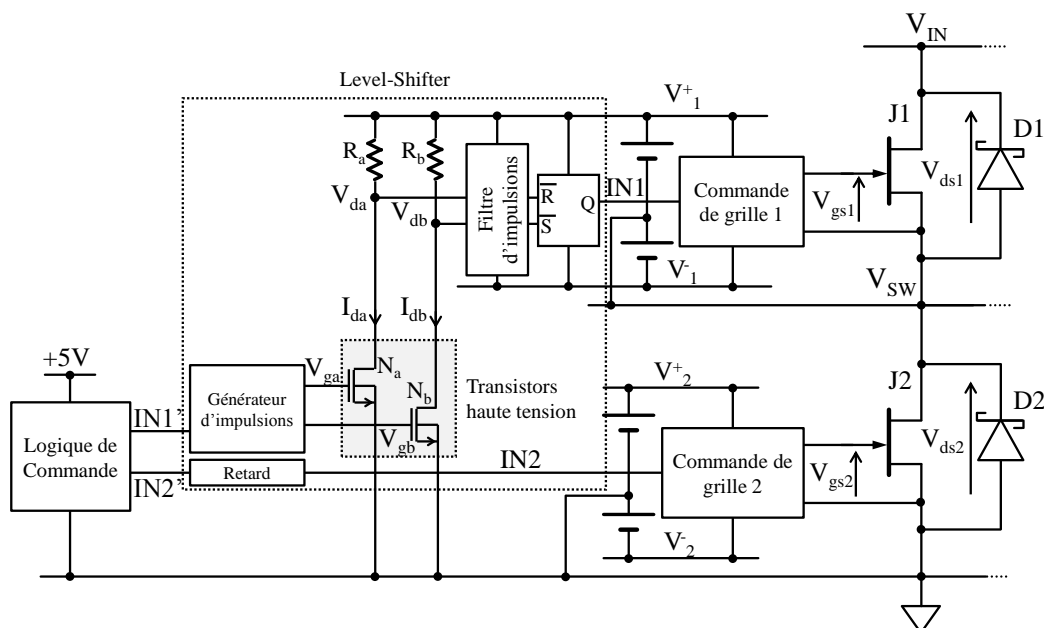 V_IN
Level-Shifter
V^+_1
J1
D1
R_a
R_b
V_da
V_db
Filtre
d'impulsions
R̅
S̅
Q
IN1
Commande
de grille 1
V_gs1
V_ds1
V^-_1
V_SW
I_da
I_db
+5V
V_ga
N_a
N_b
V_gb
Transistors
haute tension
Générateur
d'impulsions
Logique de
Commande
IN1'
IN2'
Retard
IN2
V^+_2
J2
D2
Commande de
grille 2
V_gs2
V_ds2
V^-_2